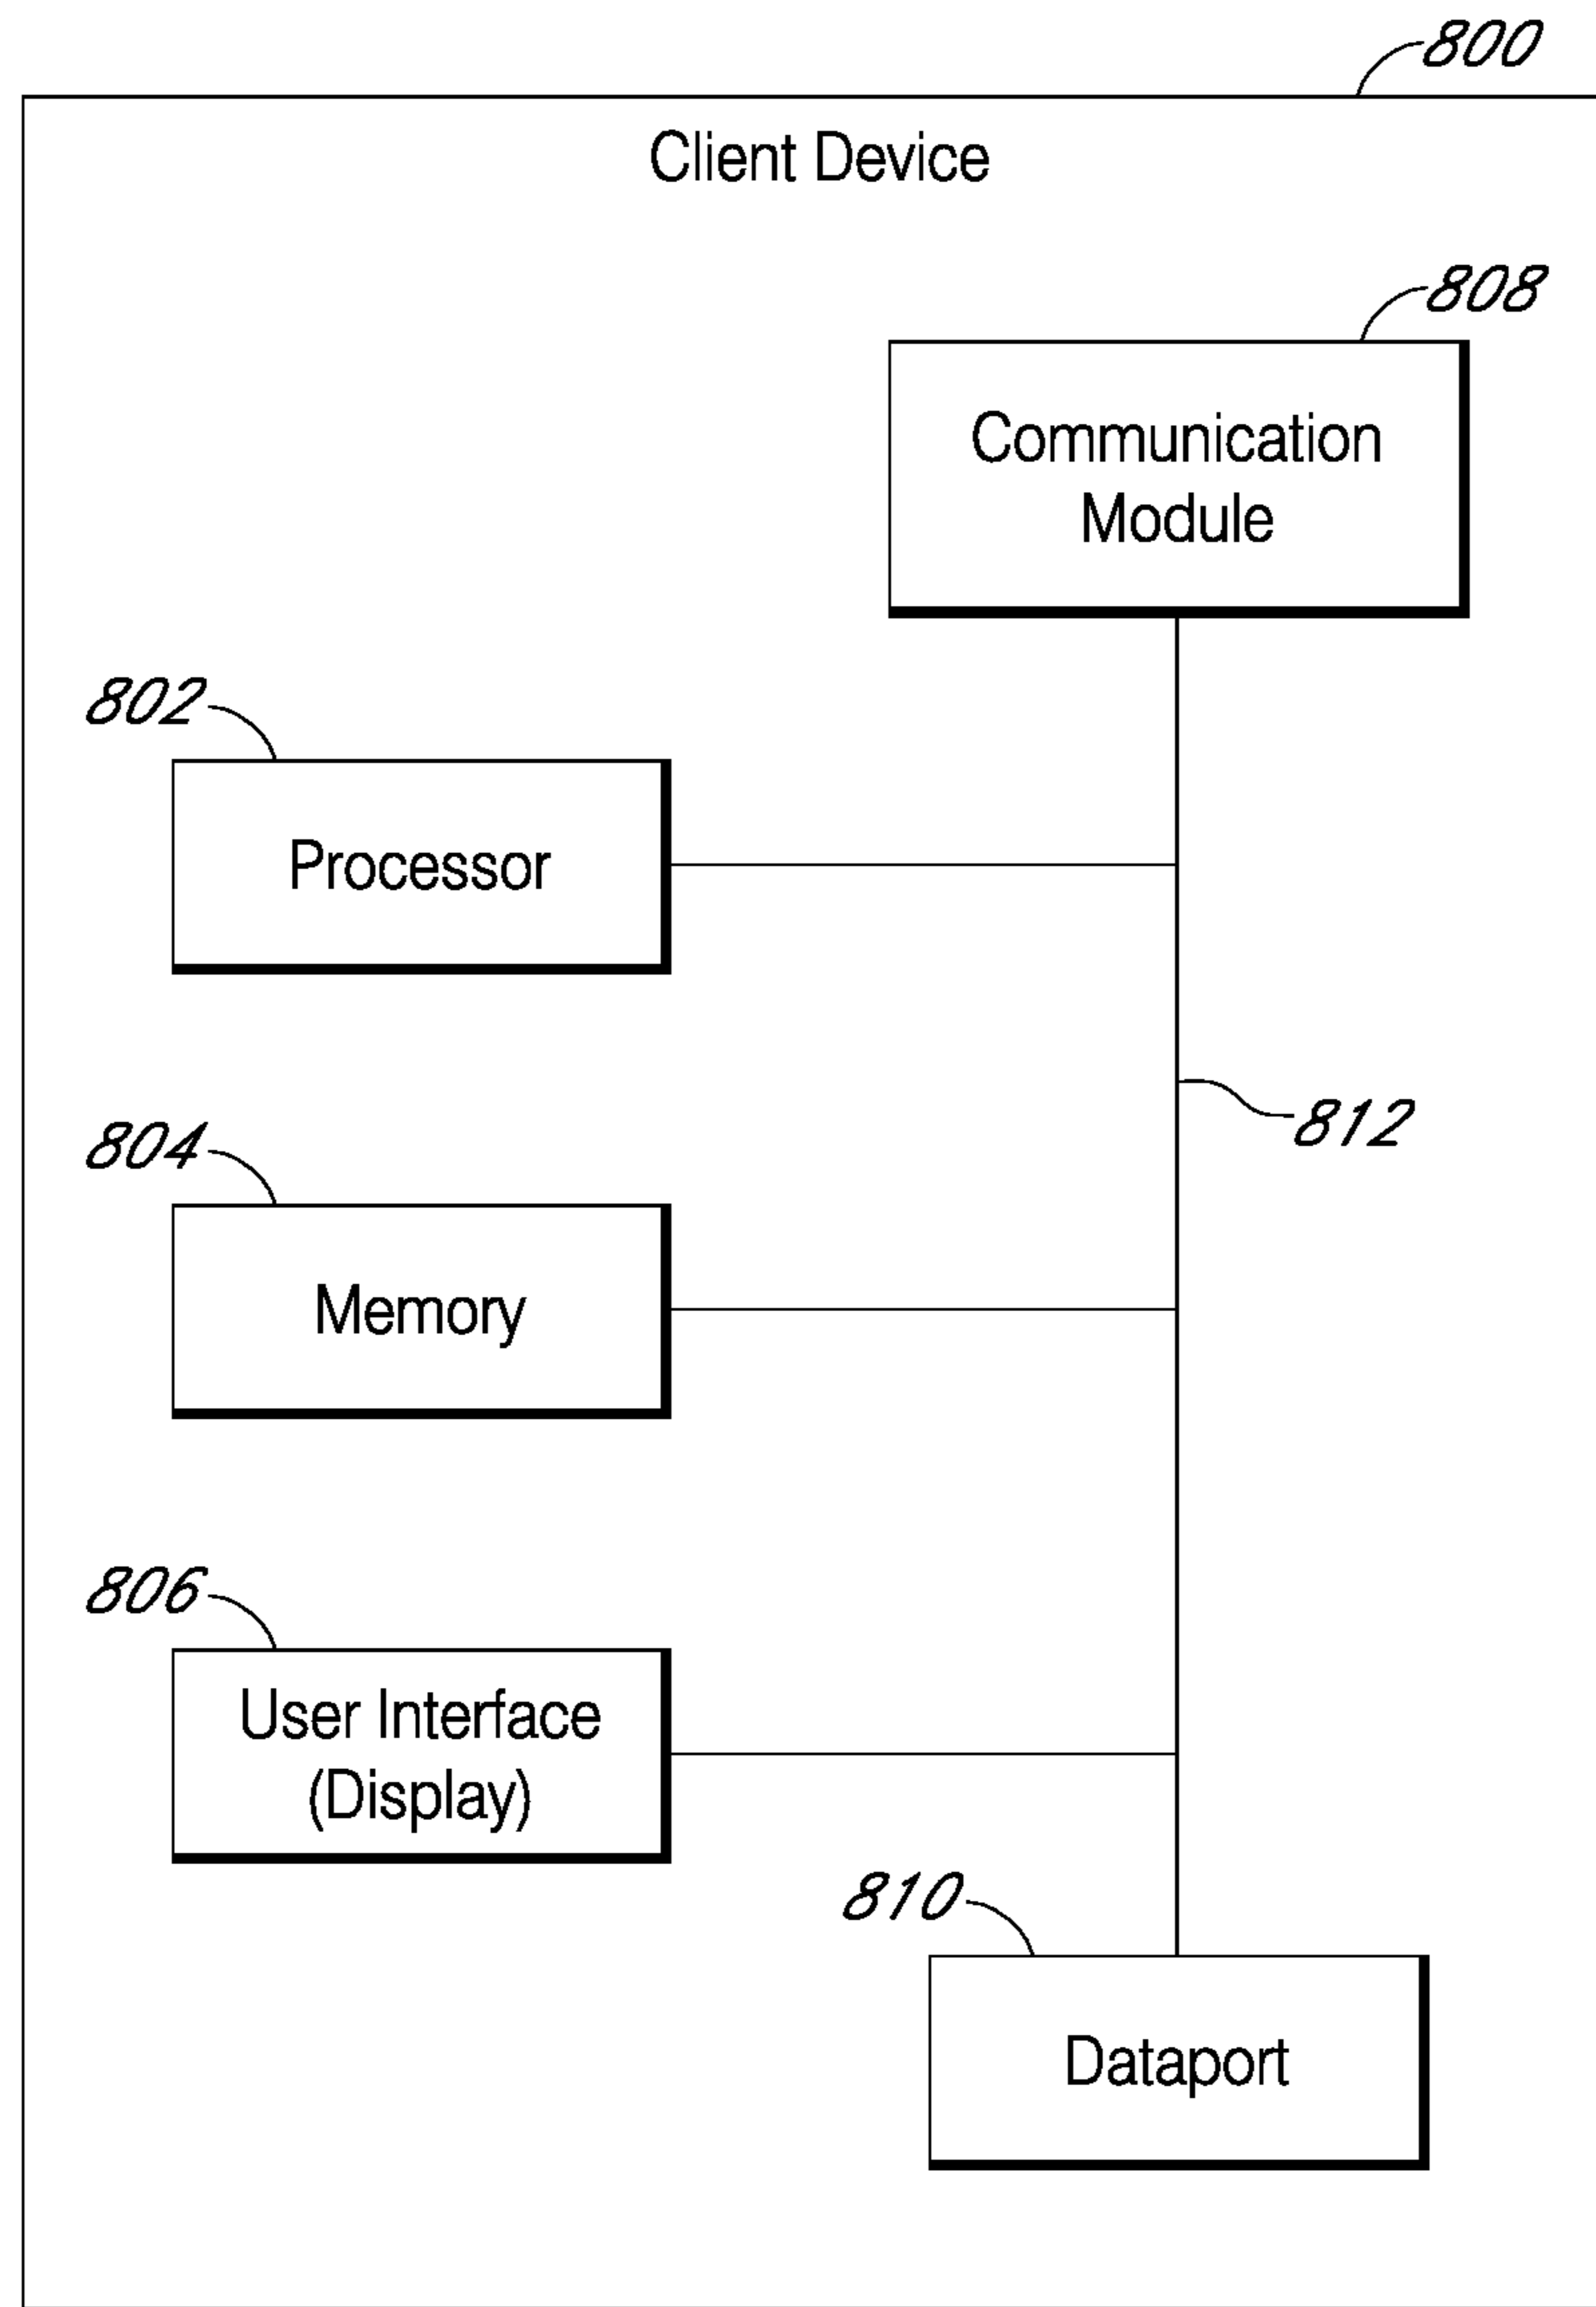 800
Client Device
808
Communication
Module
802
Processor
812
804
Memory
806
User Interface
(Display)
810
Dataport